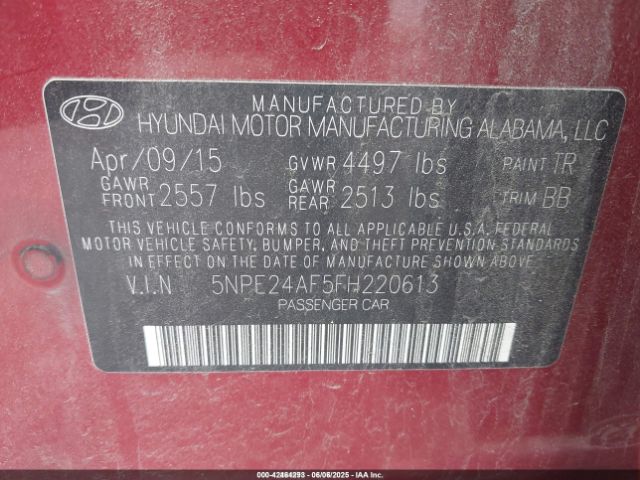 MANUFACTURED BY
HYUNDAI MOTOR MANUFACTURING ALABAMA, LLC
Apr/09/15 GVWR 4497 lbs PAINT TR
GAWR FRONT 2557 lbs GAWR REAR 2513 lbs TRIM BB
THIS VEHICLE CONFORMS TO ALL APPLICABLE U.S.A. FEDERAL
MOTOR VEHICLE SAFETY, BUMPER, AND THEFT PREVENTION STANDARDS
IN EFFECT ON THE DATE OF MANUFACTURE SHOWN ABOVE.
V.I.N 5NPE24AF5FH220613
PASSENGER CAR
000-42464293 - 06/06/2025 - COPYRIGHT © IAA